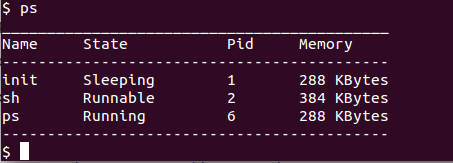 $ ps
___________________________________________
Name     State        Pid     Memory
-------------------------------------------
init     Sleeping     1       288 KBytes
sh       Runnable     2       384 KBytes
ps       Running      6       288 KBytes
-------------------------------------------
$